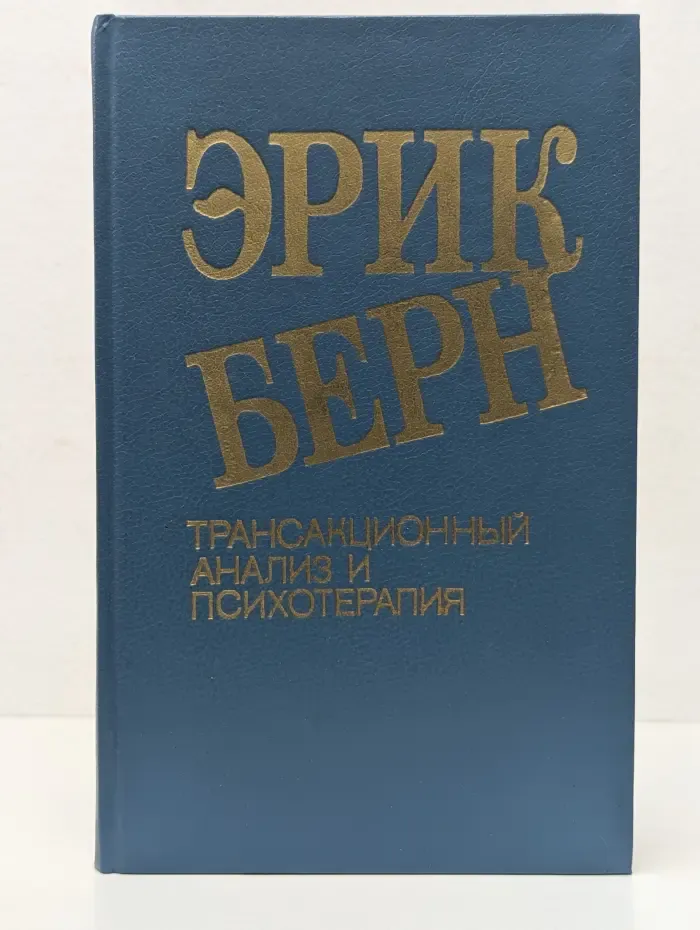 ЭРИК
БЕРН
ТРАНСАКЦИОННЫЙ
АНАЛИЗ И
ПСИХОТЕРАПИЯ